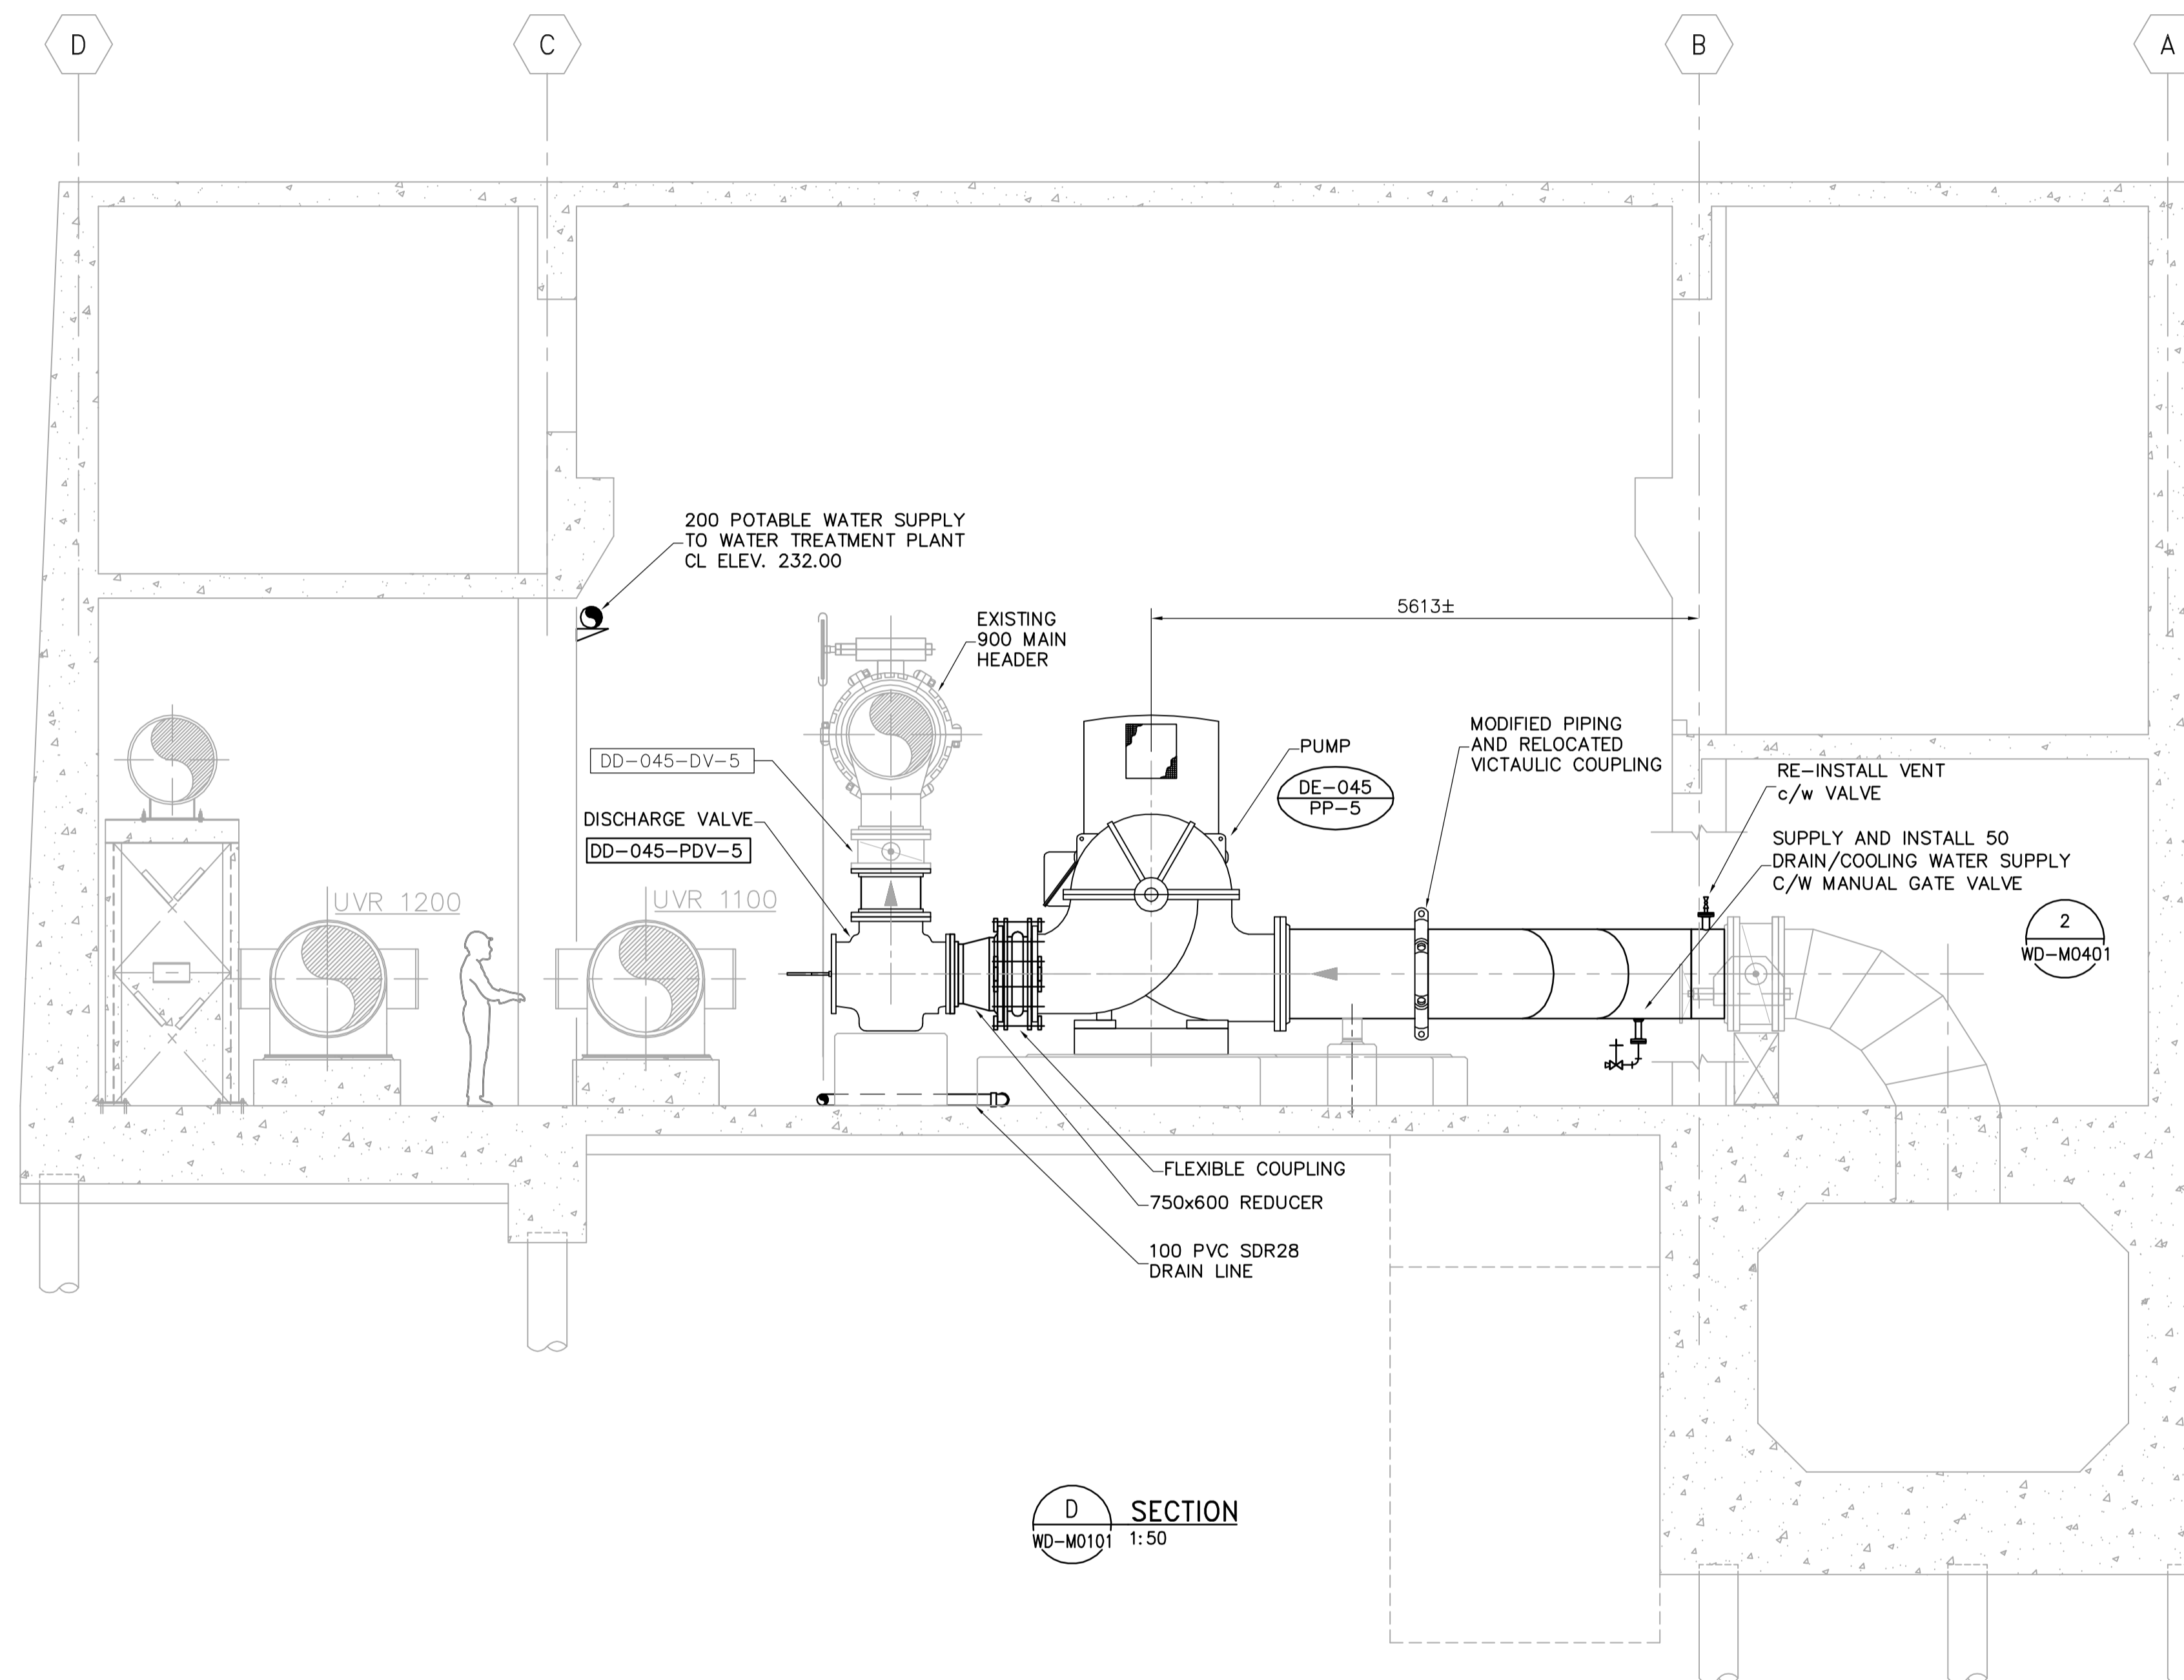 D
C
B
A
200 POTABLE WATER SUPPLY
TO WATER TREATMENT PLANT
CL ELEV. 232.00
EXISTING
900 MAIN
HEADER
5613±
MODIFIED PIPING
AND RELOCATED
VICTAULIC COUPLING
PUMP
DE-045
PP-5
DD-045-DV-5
DISCHARGE VALVE
DD-045-PDV-5
RE-INSTALL VENT
c/w VALVE
SUPPLY AND INSTALL 50
DRAIN/COOLING WATER SUPPLY
C/W MANUAL GATE VALVE
UVR 1200
UVR 1100
2
WD-M0401
FLEXIBLE COUPLING
750x600 REDUCER
100 PVC SDR28
DRAIN LINE
D
WD-M0101
SECTION
1:50